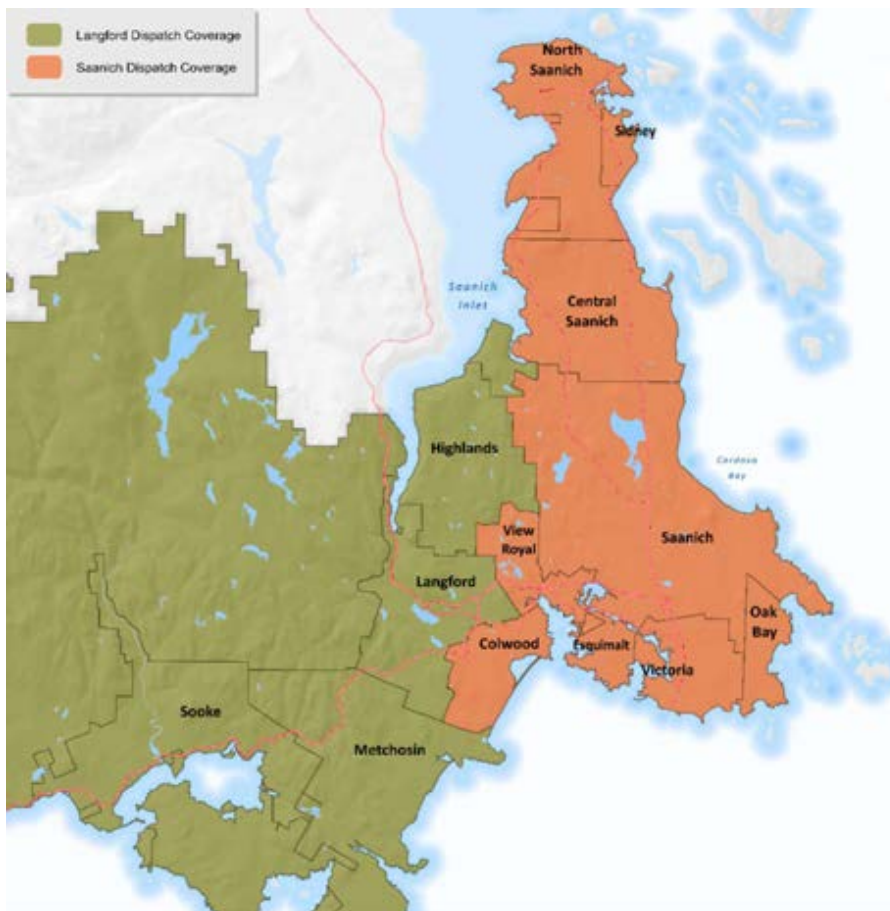 Langford Dispatch Coverage
Saanich Dispatch Coverage
North
Saanich
Sidney
Saanich
Inlet
Central
Saanich
Highlands
Cordova
Bay
View
Royal
Saanich
Langford
Oak
Bay
Colwood
Esquimalt
Victoria
Sooke
Metchosin